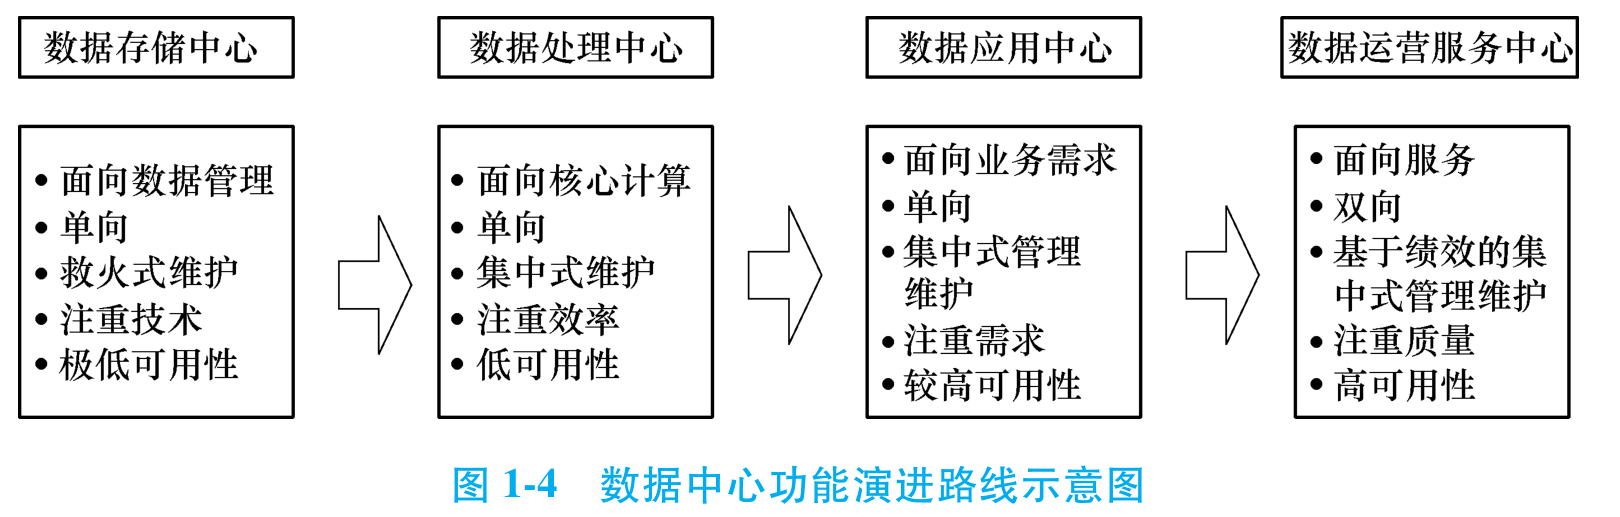 数据存储中心
数据处理中心
数据应用中心
数据运营服务中心
• 面向数据管理
• 单向
• 救火式维护
• 注重技术
• 极低可用性
• 面向核心计算
• 单向
• 集中式维护
• 注重效率
• 低可用性
• 面向业务需求
• 单向
• 集中式管理
维护
• 注重需求
• 较高可用性
• 面向服务
• 双向
• 基于绩效的集
中式管理维护
• 注重质量
• 高可用性
图 1-4 数据中心功能演进路线示意图